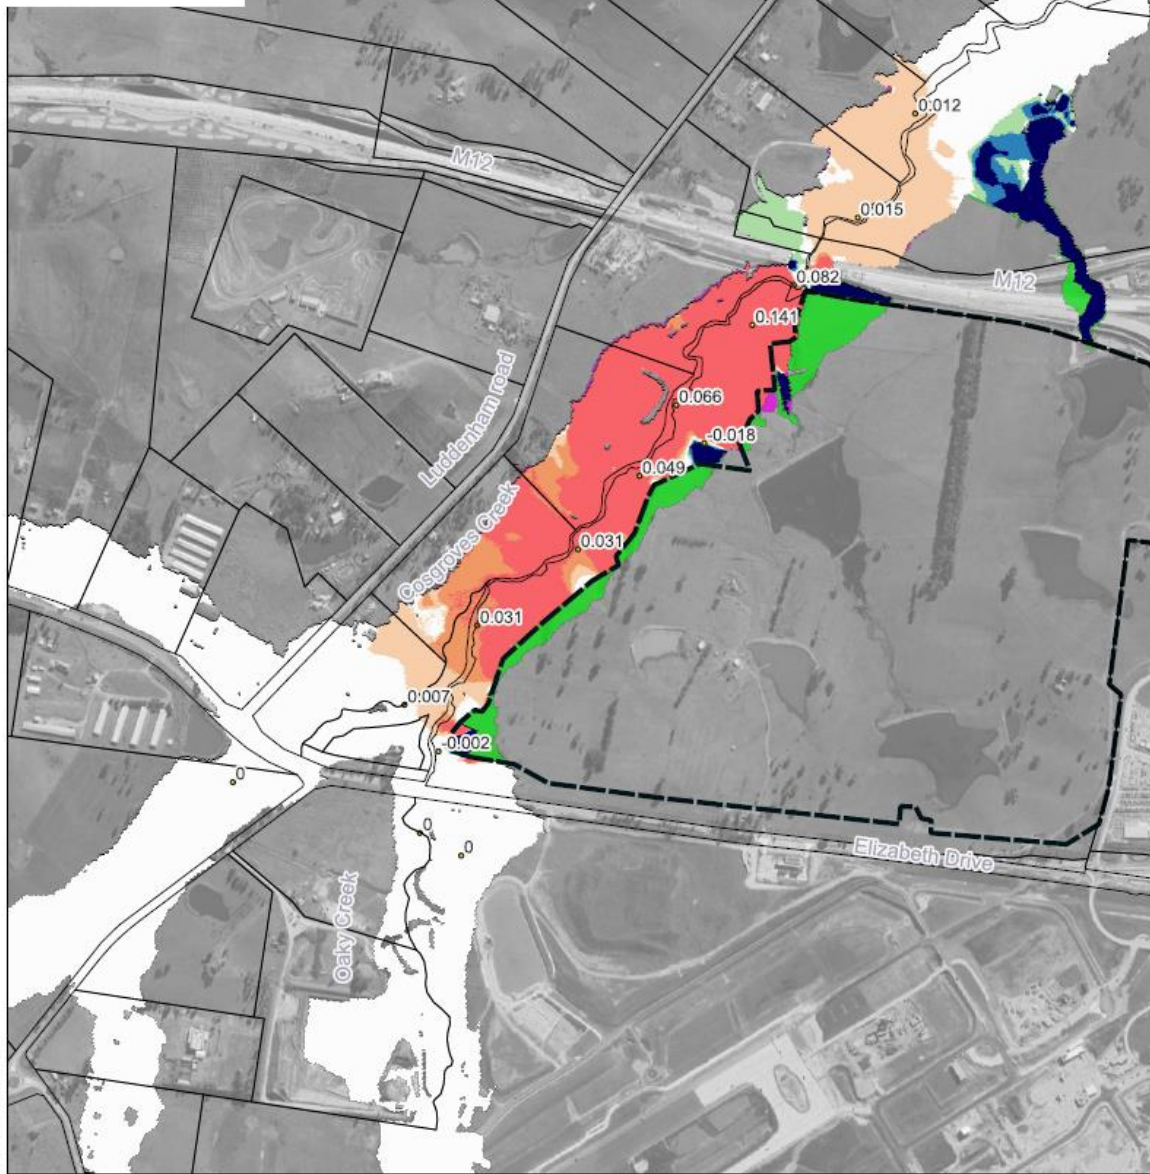 0.012
M12
0.015
0.082
M12
0.141
Luddenham road
0.066
-0.018
0.049
Cosgroves Creek
0.031
0.031
0.007
-0.002
0
0
0
Elizabeth Drive
Oaky Creek